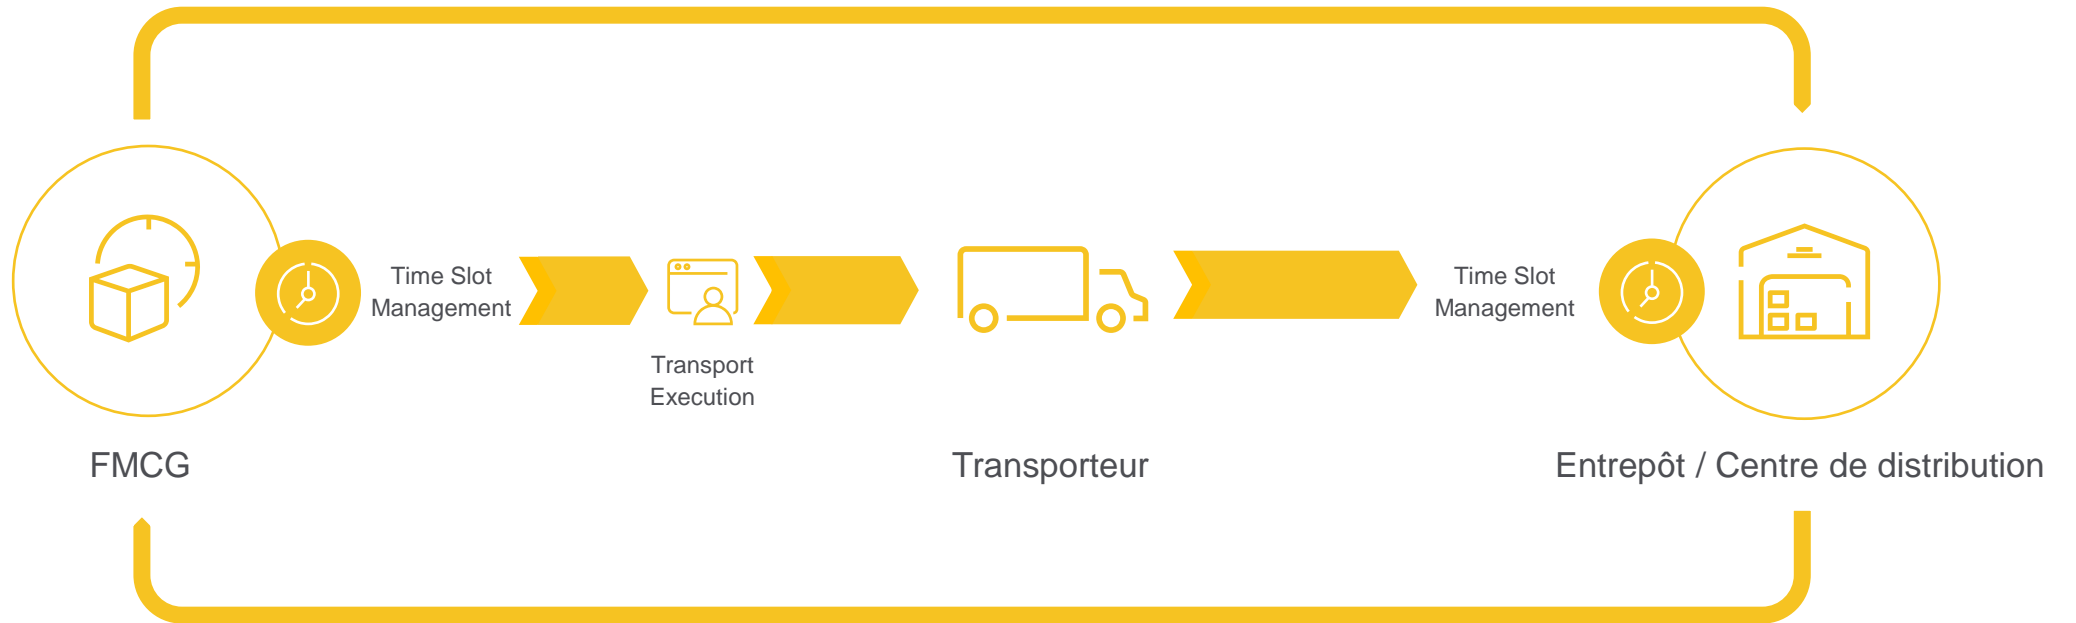 Time Slot
Management
Transport
Execution
Time Slot
Management
FMCG
Transporteur
Entrepôt / Centre de distribution